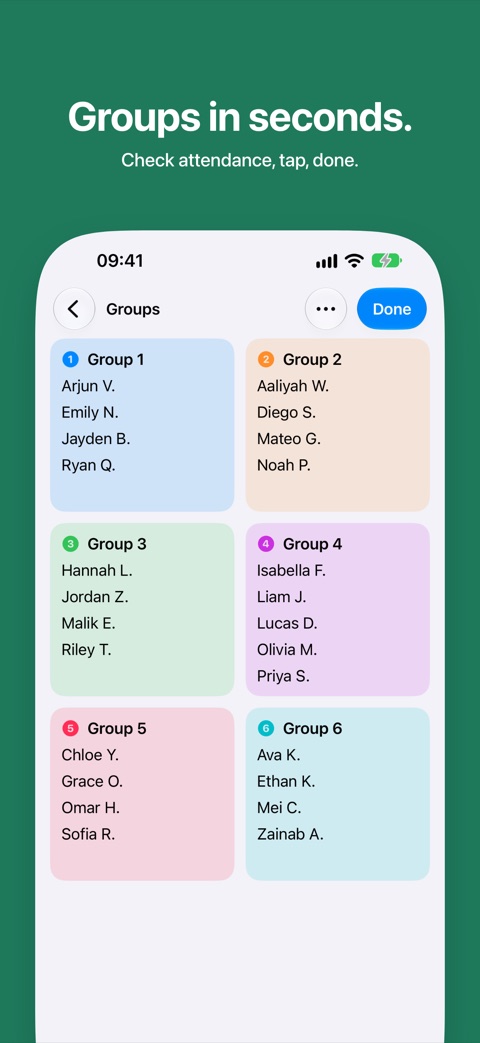 Groups in seconds.
Check attendance, tap, done.
09:41
Groups
Done
1 Group 1
Arjun V.
Emily N.
Jayden B.
Ryan Q.
2 Group 2
Aaliyah W.
Diego S.
Mateo G.
Noah P.
3 Group 3
Hannah L.
Jordan Z.
Malik E.
Riley T.
4 Group 4
Isabella F.
Liam J.
Lucas D.
Olivia M.
Priya S.
5 Group 5
Chloe Y.
Grace O.
Omar H.
Sofia R.
6 Group 6
Ava K.
Ethan K.
Mei C.
Zainab A.